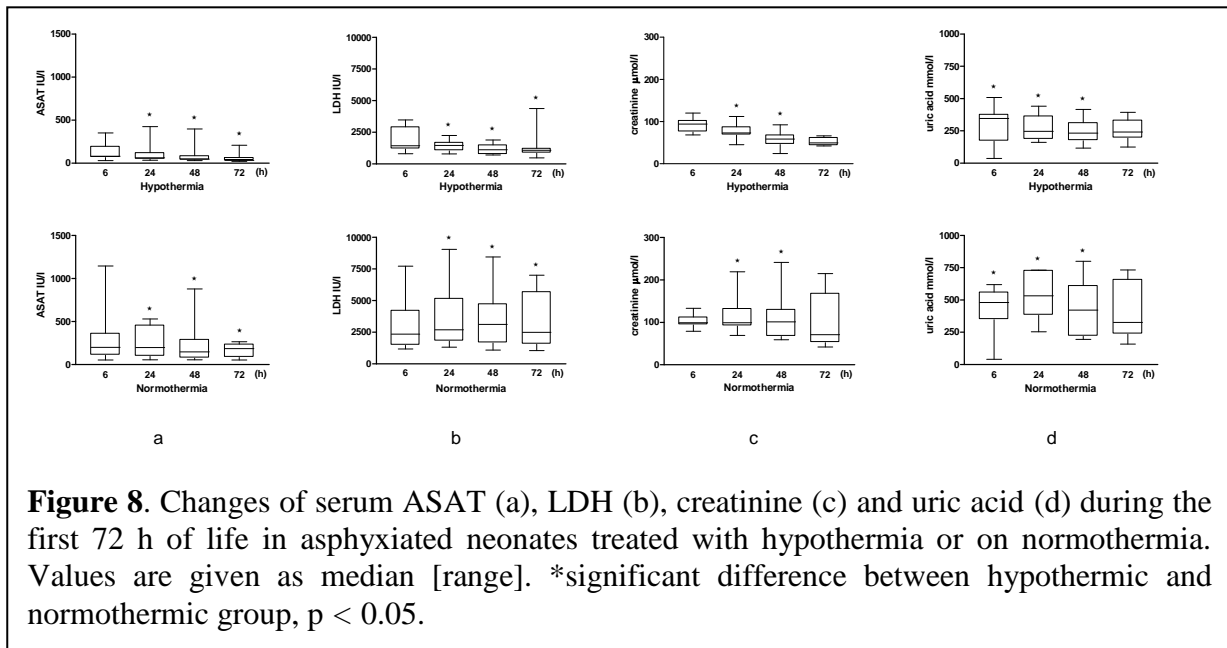 1500
1000
500
0
ASAT IU/l
6 24 48 72 (h)
Hypothermia
* * *
10000
7500
5000
2500
0
LDH IU/l
6 24 48 72 (h)
Hypothermia
* * *
300
200
100
0
creatinine µmol/l
6 24 48 72 (h)
Hypothermia
* *
1000
750
500
250
0
uric acid mmol/l
6 24 48 72 (h)
Hypothermia
* * *
1500
1000
500
0
ASAT IU/l
6 24 48 72 (h)
Normothermia
* * *
10000
7500
5000
2500
0
LDH IU/l
6 24 48 72 (h)
Normothermia
* * *
300
200
100
0
creatinine µmol/l
6 24 48 72 (h)
Normothermia
* *
1000
750
500
250
0
uric acid mmol/l
6 24 48 72 (h)
Normothermia
* * *
a b c d
Figure 8. Changes of serum ASAT (a), LDH (b), creatinine (c) and uric acid (d) during the
first 72 h of life in asphyxiated neonates treated with hypothermia or on normothermia.
Values are given as median [range]. *significant difference between hypothermic and
normothermic group, p < 0.05.